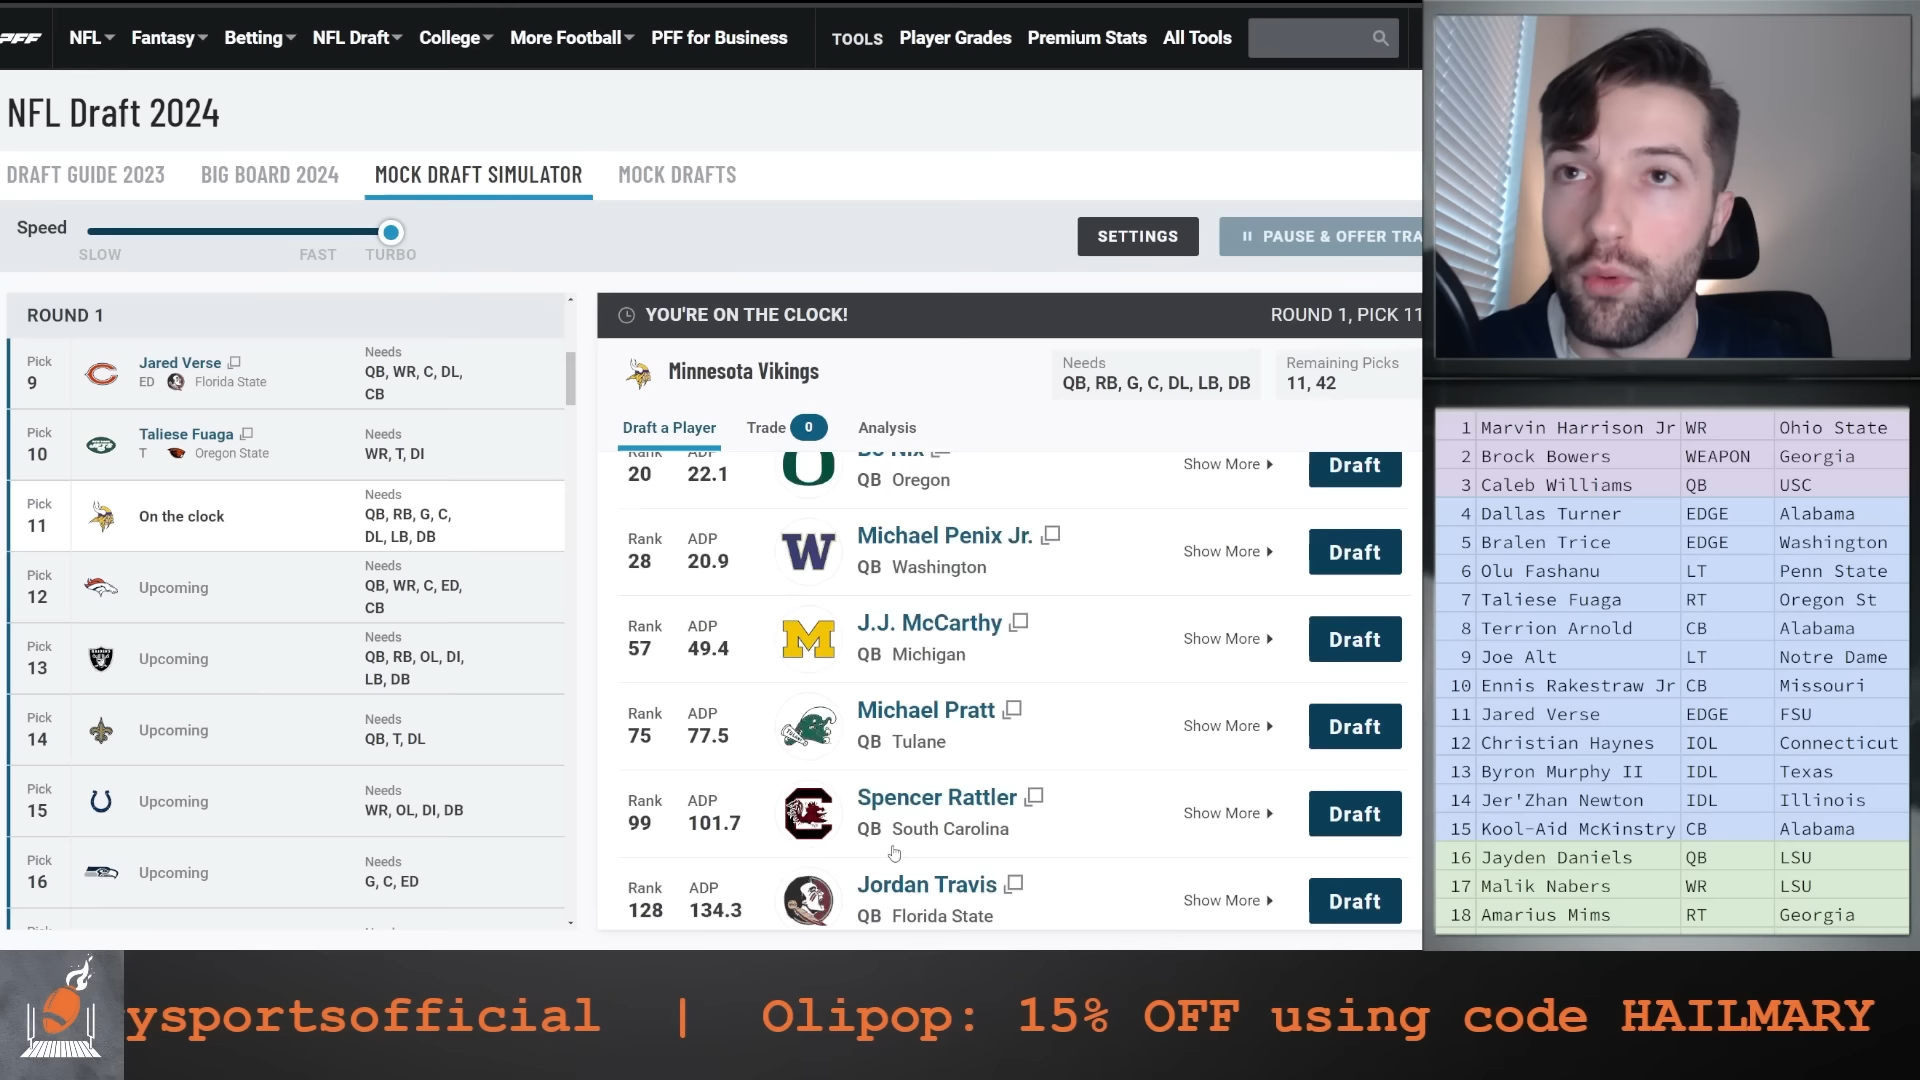 PFF NFL Fantasy Betting NFL Draft College More Football PFF for Business TOOLS Player Grades Premium Stats All Tools
NFL Draft 2024
DRAFT GUIDE 2023 BIG BOARD 2024 MOCK DRAFT SIMULATOR MOCK DRAFTS
Speed
SLOW FAST TURBO
SETTINGS
PAUSE & OFFER TRA
ROUND 1
Pick
9
Jared Verse
ED Florida State
Needs
QB, WR, C, DL,
CB
Pick
10
Taliese Fuaga
T Oregon State
Needs
WR, T, DI
Pick
11
On the clock
Needs
QB, RB, G, C,
DL, LB, DB
Pick
12
Upcoming
Needs
QB, WR, C, ED,
CB
Pick
13
Upcoming
Needs
QB, RB, OL, DI,
LB, DB
Pick
14
Upcoming
Needs
QB, T, DL
Pick
15
Upcoming
Needs
WR, OL, DI, DB
Pick
16
Upcoming
Needs
G, C, ED
YOU'RE ON THE CLOCK! ROUND 1, PICK 11
Minnesota Vikings
Needs
QB, RB, G, C, DL, LB, DB
Remaining Picks
11, 42
Draft a Player Trade 0 Analysis
Rank
20
ADP
22.1
Bo Nix
QB Oregon
Show More
Draft
Rank
28
ADP
20.9
Michael Penix Jr.
QB Washington
Show More
Draft
Rank
57
ADP
49.4
J.J. McCarthy
QB Michigan
Show More
Draft
Rank
75
ADP
77.5
Michael Pratt
QB Tulane
Show More
Draft
Rank
99
ADP
101.7
Spencer Rattler
QB South Carolina
Show More
Draft
Rank
128
ADP
134.3
Jordan Travis
QB Florida State
Show More
Draft
1 Marvin Harrison Jr WR Ohio State
2 Brock Bowers WEAPON Georgia
3 Caleb Williams QB USC
4 Dallas Turner EDGE Alabama
5 Bralen Trice EDGE Washington
6 Olu Fashanu LT Penn State
7 Taliese Fuaga RT Oregon St
8 Terrion Arnold CB Alabama
9 Joe Alt LT Notre Dame
10 Ennis Rakestraw Jr CB Missouri
11 Jared Verse EDGE FSU
12 Christian Haynes IOL Connecticut
13 Byron Murphy II IDL Texas
14 Jer'Zhan Newton IDL Illinois
15 Kool-Aid McKinstry CB Alabama
16 Jayden Daniels QB LSU
17 Malik Nabers WR LSU
18 Amarius Mims RT Georgia
ysportsofficial | Olipop: 15% OFF using code HAILMARY